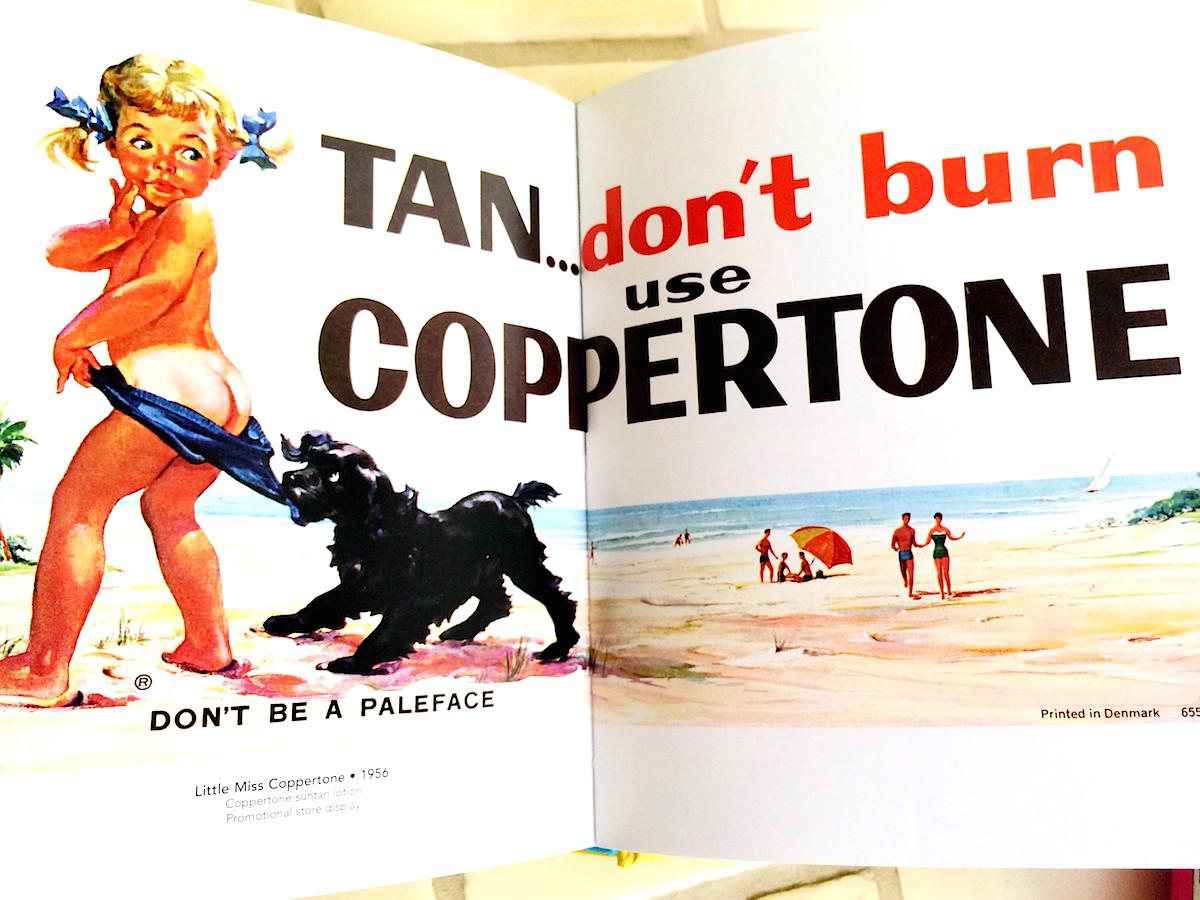 TAN...don't burn
use
COPPERTONE
®
DON'T BE A PALEFACE
Little Miss Coppertone • 1956
Coppertone suntan lotion
Promotional store display
Printed in Denmark 655